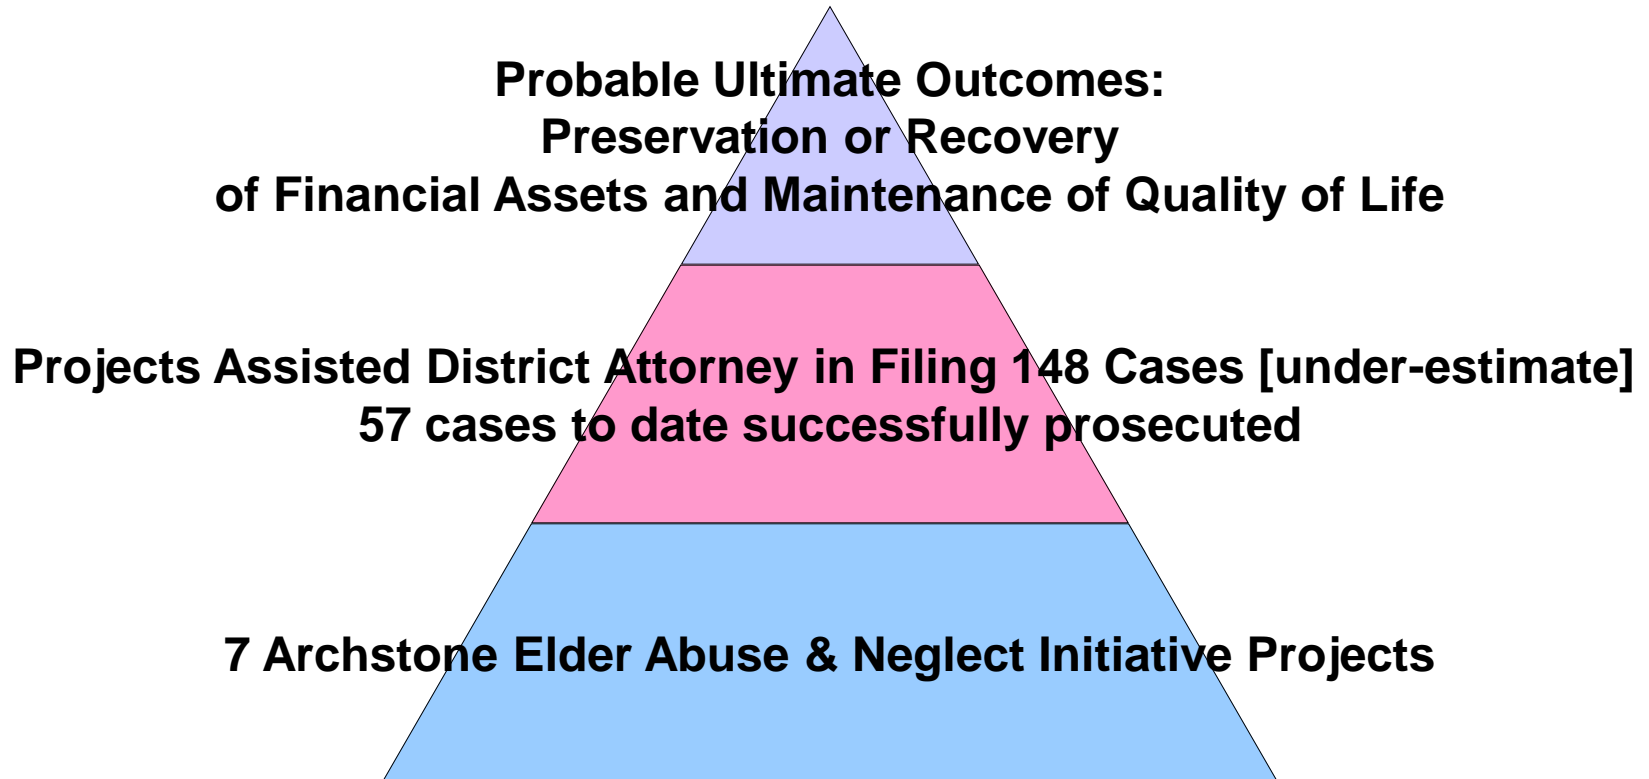 Probable Ultimate Outcomes:
Preservation or Recovery
of Financial Assets and Maintenance of Quality of Life
Projects Assisted District Attorney in Filing 148 Cases [under-estimate]
57 cases to date successfully prosecuted
7 Archstone Elder Abuse & Neglect Initiative Projects